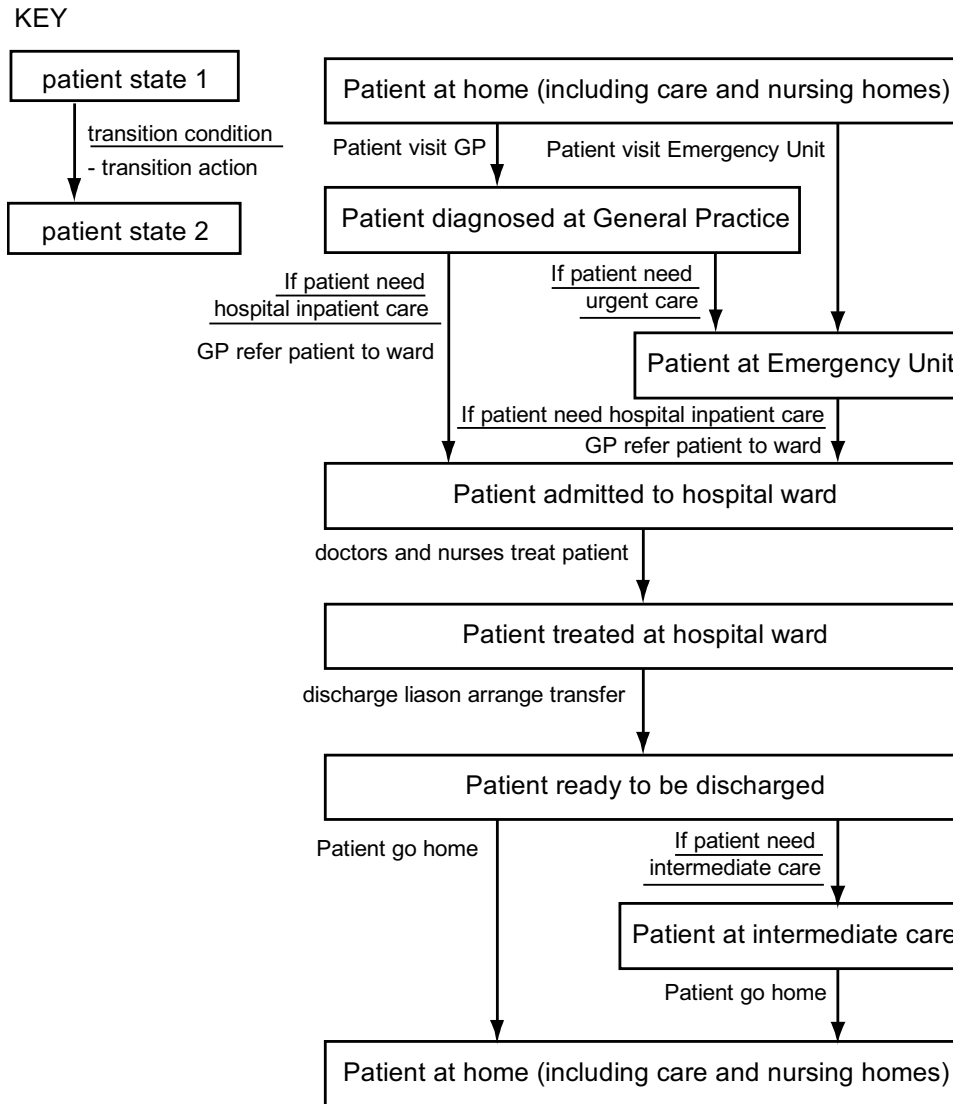 KEY
patient state 1
transition condition
- transition action
patient state 2
Patient at home (including care and nursing homes)
Patient visit GP
Patient visit Emergency Unit
Patient diagnosed at General Practice
If patient need
hospital inpatient care
GP refer patient to ward
If patient need
urgent care
Patient at Emergency Unit
If patient need hospital inpatient care
GP refer patient to ward
Patient admitted to hospital ward
doctors and nurses treat patient
Patient treated at hospital ward
discharge liason arrange transfer
Patient ready to be discharged
Patient go home
If patient need
intermediate care
Patient at intermediate care
Patient go home
Patient at home (including care and nursing homes)